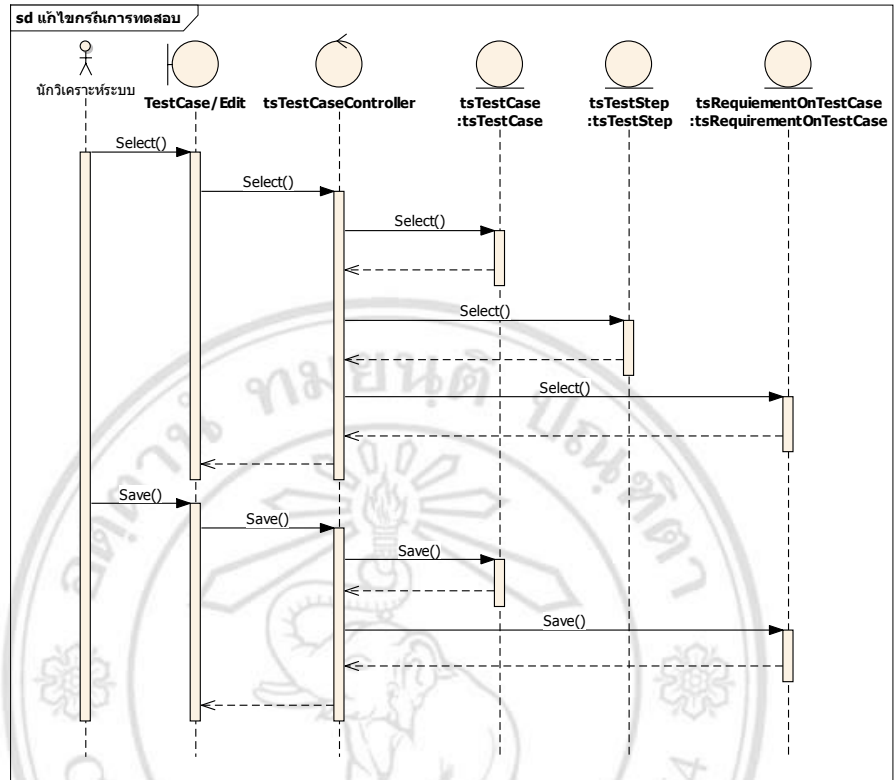 sd แก้ไขกรณีการทดสอบ
นักวิเคราะห์ระบบ
TestCase/Edit
tsTestCaseController
tsTestCase
:tsTestCase
tsTestStep
:tsTestStep
tsRequiementOnTestCase
:tsRequirementOnTestCase
Select()
Select()
Select()
Select()
Select()
Save()
Save()
Save()
Save()